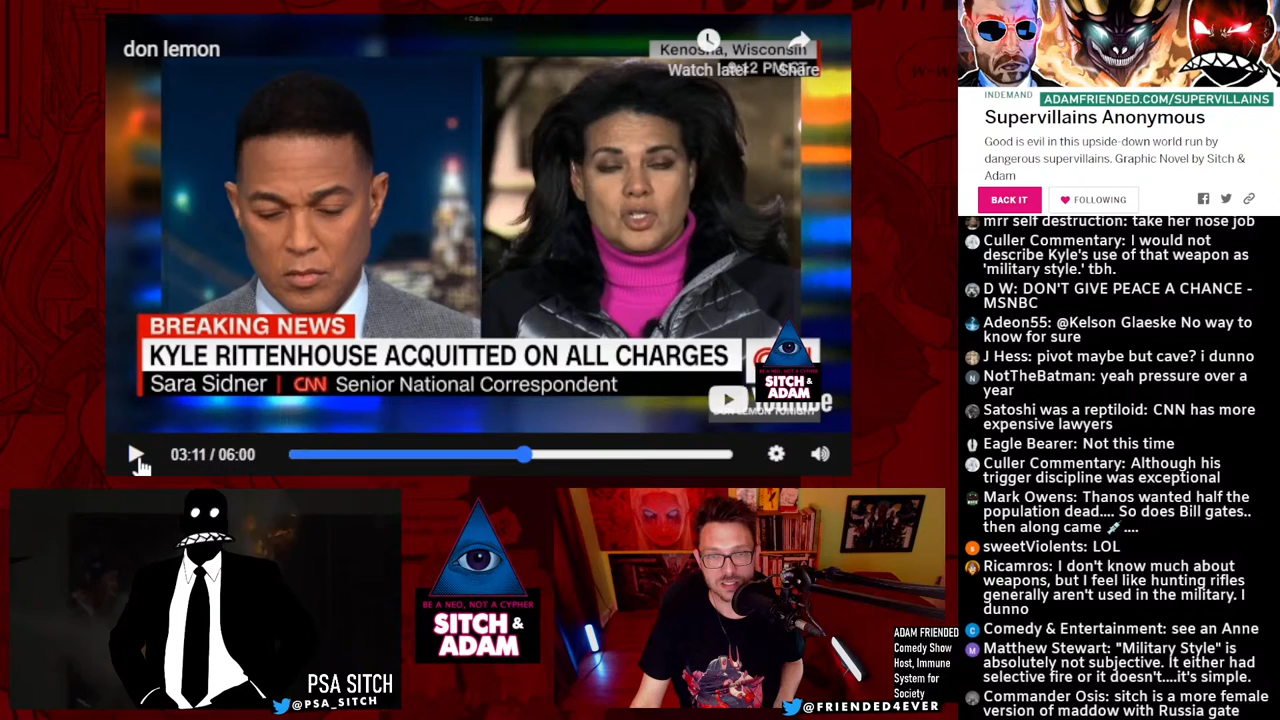 don lemon
Kenosha, Wisconsin
Watch later
Share
9:12 PM CT
BREAKING NEWS
KYLE RITTENHOUSE ACQUITTED ON ALL CHARGES
Sara Sidner | CNN Senior National Correspondent
DON LEMON TONIGHT
BE A NEO, NOT A CYPHER
SITCH &
ADAM
03:11 / 06:00
PSA SITCH
@PSA_SITCH
BE A NEO, NOT A CYPHER
SITCH &
ADAM
ADAM FRIENDED
Comedy Show
Host, Immune
System for
Society
@FRIENDED4EVER
INDEMAND
ADAMFRIENDED.COM/SUPERVILLAINS
Supervillains Anonymous
Good is evil in this upside-down world run by
dangerous supervillains. Graphic Novel by Sitch &
Adam
BACK IT
FOLLOWING
mrr self destruction: take her nose job
Culler Commentary: I would not
describe Kyle's use of that weapon as
'military style.' tbh.
D W: DON'T GIVE PEACE A CHANCE -
MSNBC
Adeon55: @Kelson Glaeske No way to
know for sure
J Hess: pivot maybe but cave? i dunno
NotTheBatman: yeah pressure over a
year
Satoshi was a reptiloid: CNN has more
expensive lawyers
Eagle Bearer: Not this time
Culler Commentary: Although his
trigger discipline was exceptional
Mark Owens: Thanos wanted half the
population dead.... So does Bill gates..
then along came 💉....
sweetViolents: LOL
Ricamros: I don't know much about
weapons, but I feel like hunting rifles
generally aren't used in the military. I
dunno
Comedy & Entertainment: see an Anne
Matthew Stewart: "Military Style" is
absolutely not subjective. It either had
selective fire or it doesn't....it's simple.
Commander Osis: sitch is a more female
version of maddow with Russia gate